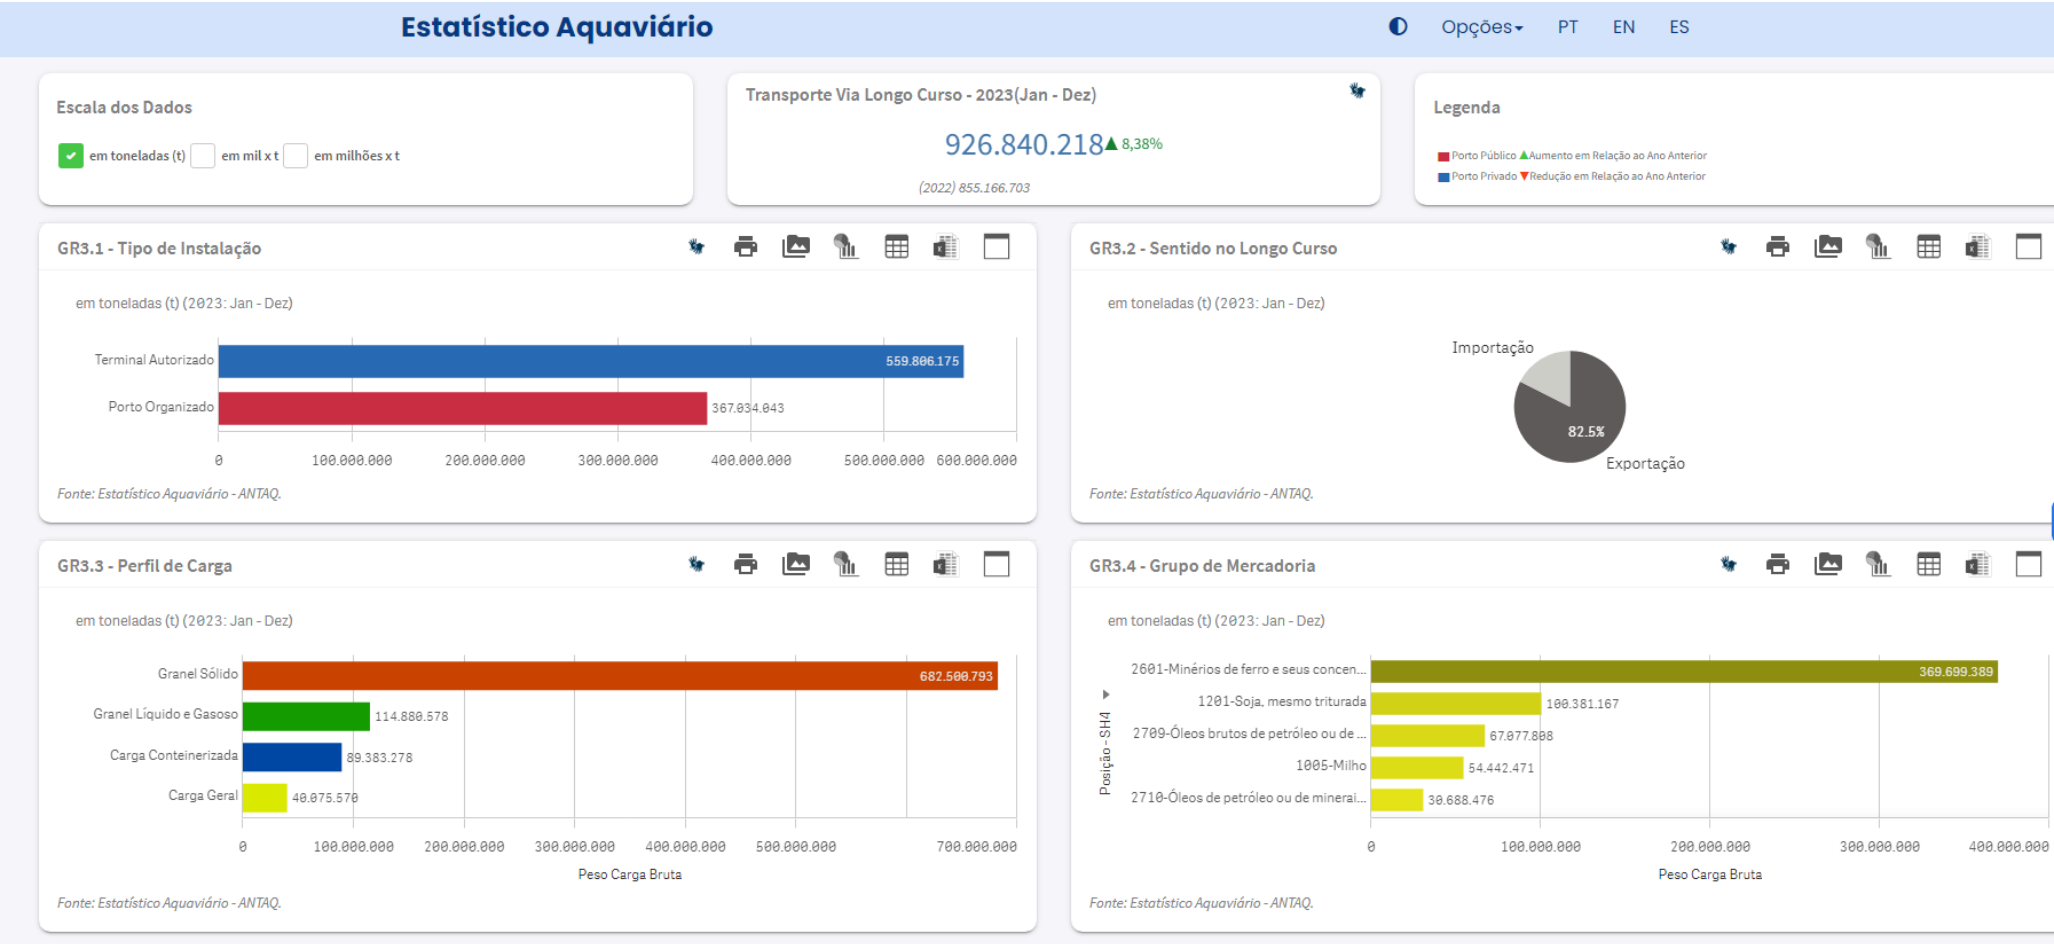 Estatístico Aquaviário
Opções
PT
EN
ES
Escala dos Dados
em toneladas (t)
em mil x t
em milhões x t
Transporte Via Longo Curso - 2023(Jan - Dez)
926.840.218▲ 8,38%
(2022) 855.166.703
Legenda
Porto Público ▲Aumento em Relação ao Ano Anterior
Porto Privado ▼Redução em Relação ao Ano Anterior
GR3.1 - Tipo de Instalação
em toneladas (t) (2023: Jan - Dez)
Terminal Autorizado
559.806.175
Porto Organizado
367.034.043
0
100.000.000
200.000.000
300.000.000
400.000.000
500.000.000
600.000.000
Fonte: Estatístico Aquaviário - ANTAQ.
GR3.2 - Sentido no Longo Curso
em toneladas (t) (2023: Jan - Dez)
Importação
82.5%
Exportação
Fonte: Estatístico Aquaviário - ANTAQ.
GR3.3 - Perfil de Carga
em toneladas (t) (2023: Jan - Dez)
Granel Sólido
682.500.793
Granel Líquido e Gasoso
114.880.578
Carga Conteinerizada
89.383.278
Carga Geral
40.075.570
0
100.000.000
200.000.000
300.000.000
400.000.000
500.000.000
700.000.000
Peso Carga Bruta
Fonte: Estatístico Aquaviário - ANTAQ.
GR3.4 - Grupo de Mercadoria
em toneladas (t) (2023: Jan - Dez)
Posição - SH4
2601-Minérios de ferro e seus concen...
369.699.389
1201-Soja, mesmo triturada
100.381.167
2709-Óleos brutos de petróleo ou de ...
67.077.808
1005-Milho
54.442.471
2710-Óleos de petróleo ou de minerai...
30.688.476
0
100.000.000
200.000.000
300.000.000
400.000.000
Peso Carga Bruta
Fonte: Estatístico Aquaviário - ANTAQ.